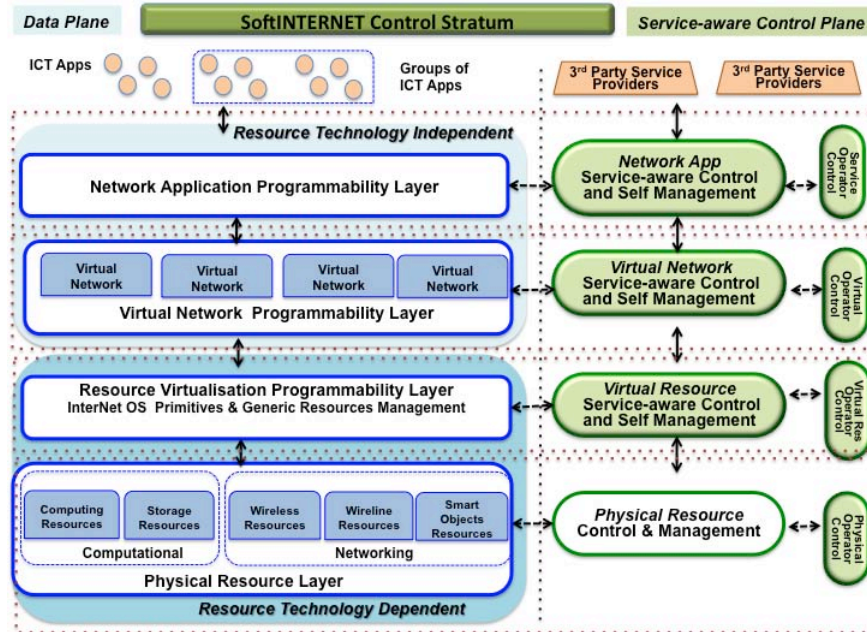 Data Plane
SoftINTERNET Control Stratum
Service-aware Control Plane
ICT Apps
Groups of
ICT Apps
3rd Party Service
Providers
3rd Party Service
Providers
Resource Technology Independent
Network Application Programmability Layer
Network App
Service-aware Control
and Self Management
Service
Operator
Control
Virtual
Network
Virtual
Network
Virtual
Network
Virtual
Network
Virtual Network Programmability Layer
Virtual Network
Service-aware Control
and Self Management
Virtual
Operator
Control
Resource Virtualisation Programmability Layer
InterNet OS Primitives & Generic Resources Management
Virtual Resource
Service-aware Control
and Self Management
Virtual Res
Operator
Control
Computing
Resources
Storage
Resources
Wireless
Resources
Wireline
Resources
Smart
Objects
Resources
Computational
Networking
Physical Resource Layer
Physical Resource
Control & Management
Physical
Operator
Control
Resource Technology Dependent